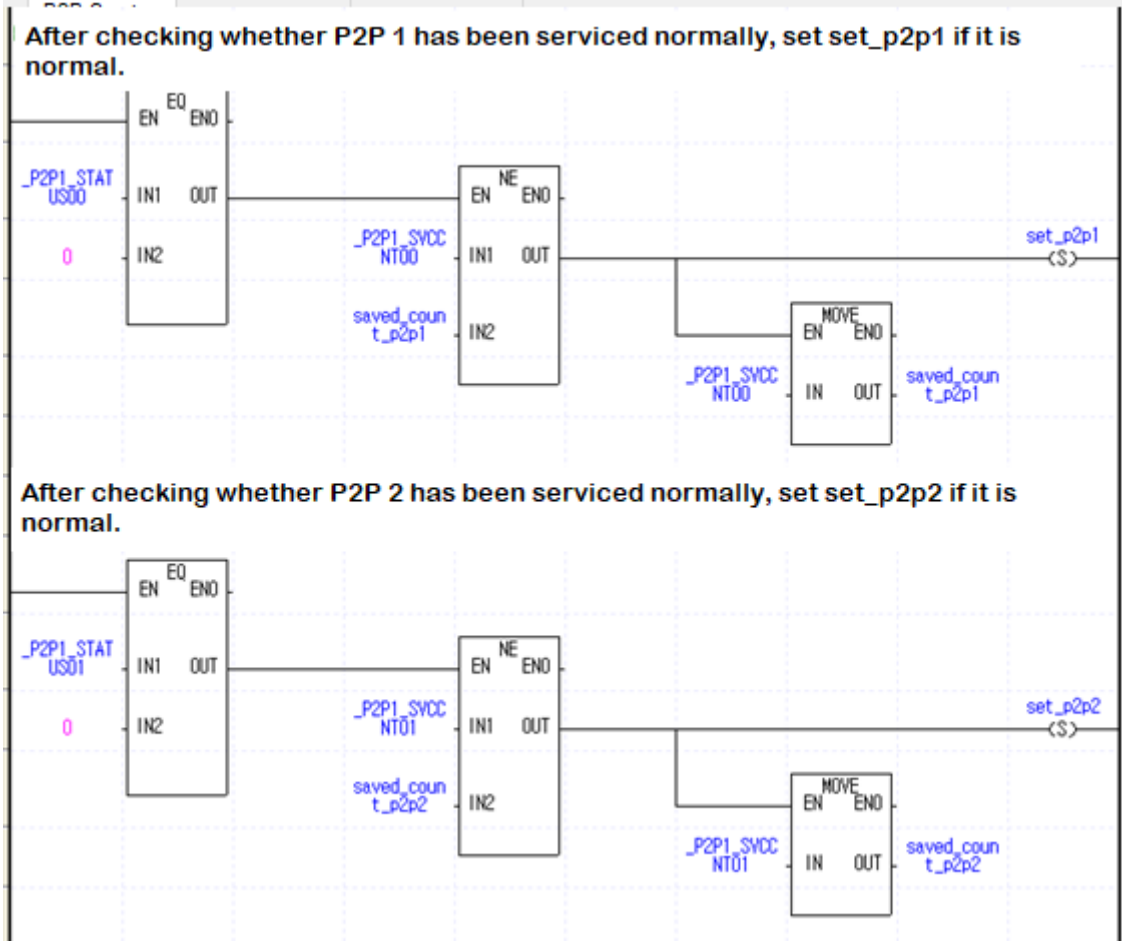 After checking whether P2P 1 has been serviced normally, set set_p2p1 if it is
normal.
EQ
EN ENO
_P2P1_STAT
US00
IN1 OUT
0
IN2
NE
EN ENO
_P2P1_SVCC
NT00
IN1 OUT
saved_coun
t_p2p1
IN2
set_p2p1
(S)
MOVE
EN ENO
_P2P1_SVCC
NT00
IN OUT
saved_coun
t_p2p1
After checking whether P2P 2 has been serviced normally, set set_p2p2 if it is
normal.
EQ
EN ENO
_P2P1_STAT
US01
IN1 OUT
0
IN2
NE
EN ENO
_P2P1_SVCC
NT01
IN1 OUT
saved_coun
t_p2p2
IN2
set_p2p2
(S)
MOVE
EN ENO
_P2P1_SVCC
NT01
IN OUT
saved_coun
t_p2p2